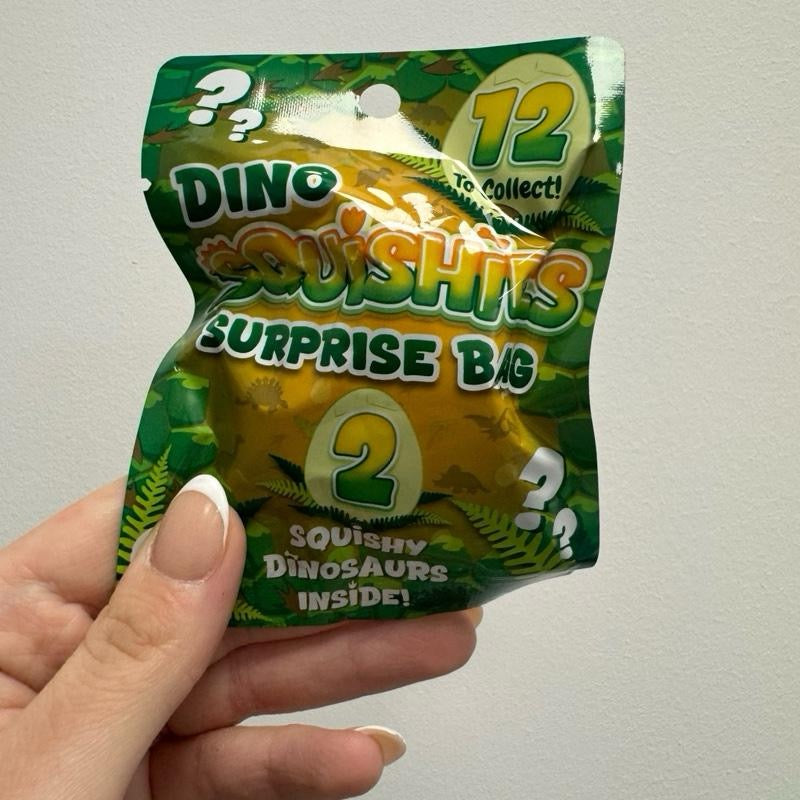 ? ?
12
To Collect!
DINO
SQUiSHiES
SURPRISE BAG
2
SQUiSHY
DiNOSAURS
iNSiDE!
? ?